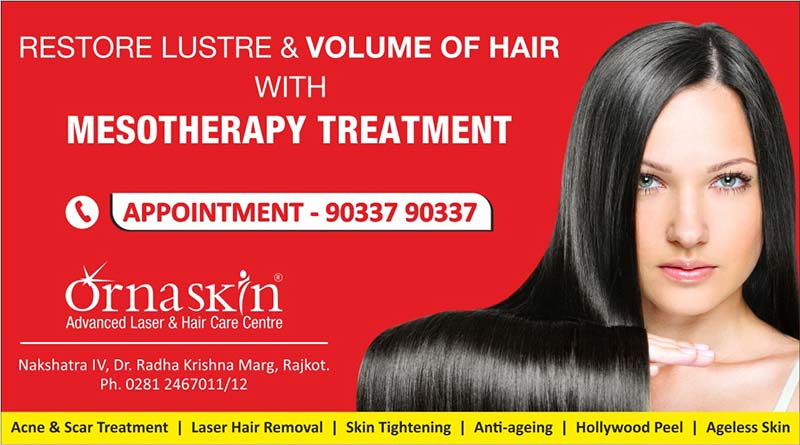 RESTORE LUSTRE & VOLUME OF HAIR
WITH
MESOTHERAPY TREATMENT
APPOINTMENT - 90337 90337
Ornaskin®
Advanced Laser & Hair Care Centre
Nakshatra IV, Dr. Radha Krishna Marg, Rajkot.
Ph. 0281 2467011/12
Acne & Scar Treatment | Laser Hair Removal | Skin Tightening | Anti-ageing | Hollywood Peel | Ageless Skin